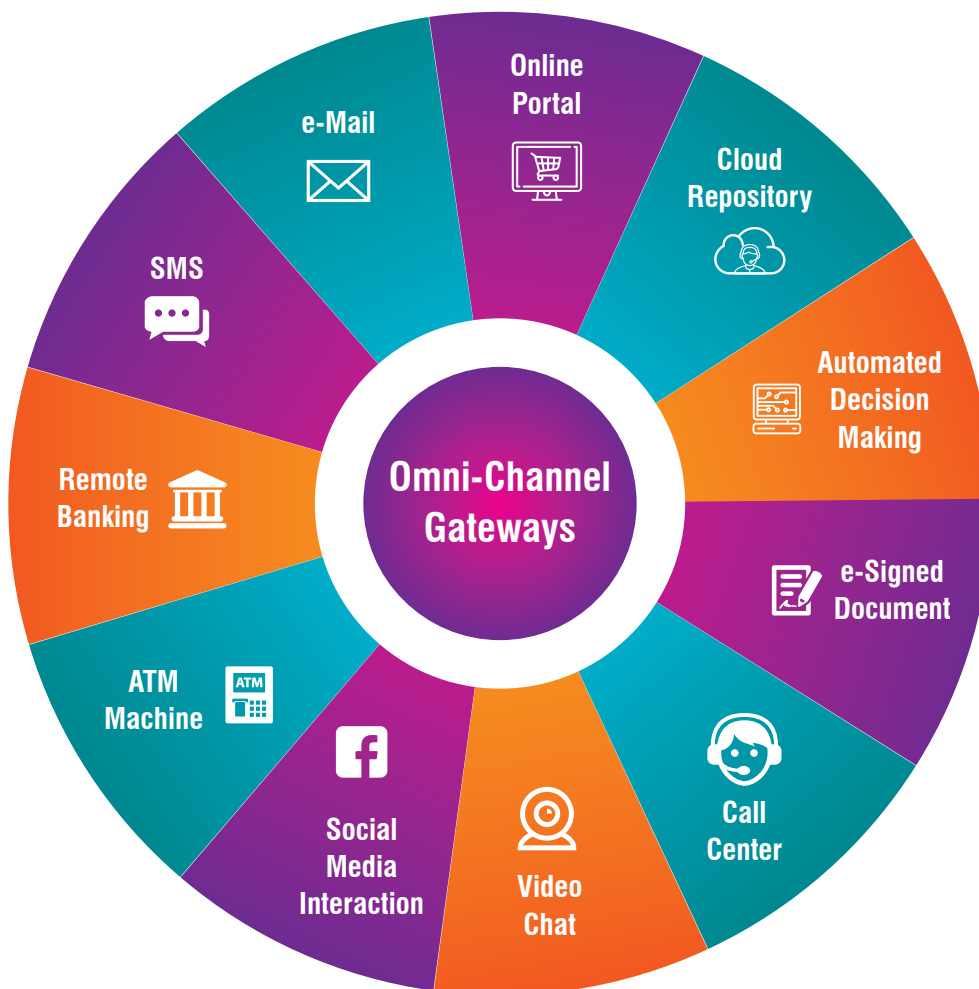 Online
Portal
Cloud
Repository
Automated
Decision
Making
e-Signed
Document
Call
Center
Video
Chat
Social
Media
Interaction
ATM
Machine
ATM
Remote
Banking
SMS
e-Mail
Omni-Channel
Gateways